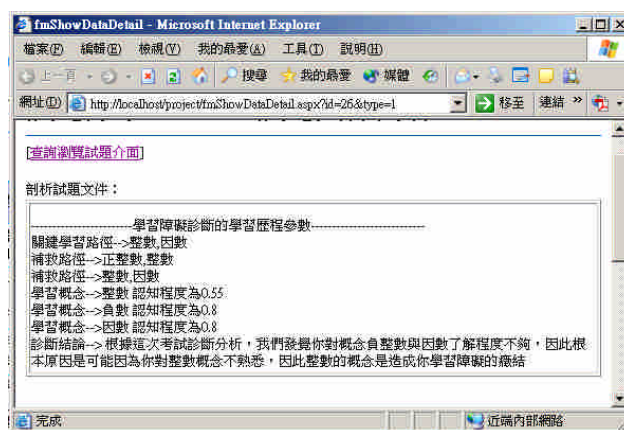 fmShowDataDetail - Microsoft Internet Explorer
檔案(F) 編輯(E) 檢視(V) 我的最愛(A) 工具(T) 說明(H)
上一頁 搜尋 我的最愛 媒體
網址(D) http://localhost/project/fmShowDataDetail.aspx?id=26&type=1 移至 連結 »
[查詢瀏覽試題介面]
剖析試題文件：
--------------------------學習障礙診斷的學習歷程參數----------------------------
關鍵學習路徑-->整數,因數
補救路徑-->正整數,整數
補救路徑-->整數,因數
學習概念-->整數 認知程度為0.55
學習概念-->負數 認知程度為0.8
學習概念-->因數 認知程度為0.8
診斷結論--> 根據這次考試診斷分析，我們發覺你對概念負整數與因數了解程度不夠，因此根
本原因是可能因為你對整數概念不熟悉，因此整數的概念是造成你學習障礙的癥結
完成 近端內部網路